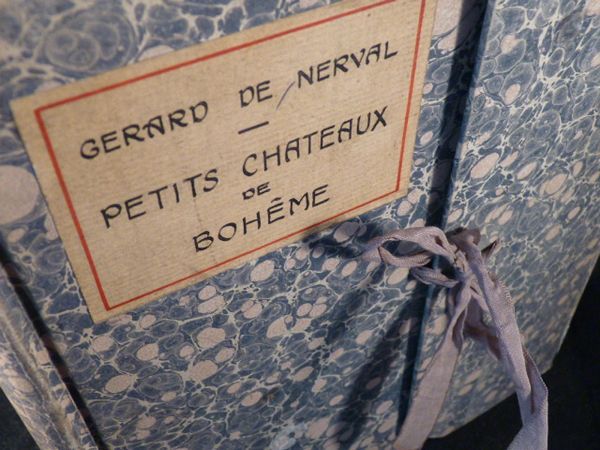 GERARD DE NERVAL
PETITS CHATEAUX
DE
BOHÊME